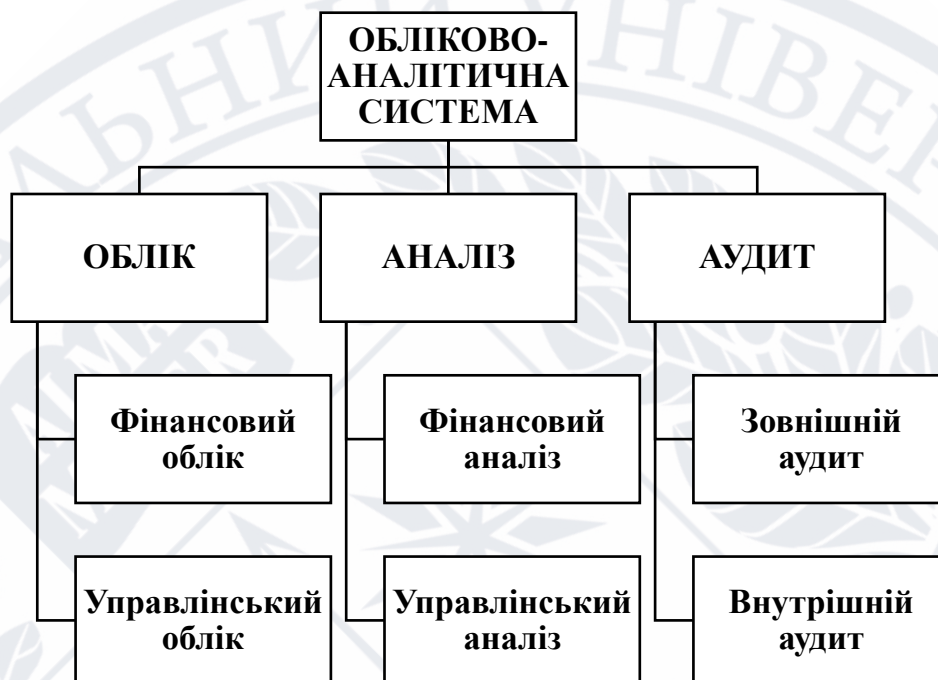 ОБЛІКОВО-
АНАЛІТИЧНА
СИСТЕМА
ОБЛІК
АНАЛІЗ
АУДИТ
Фінансовий
облік
Фінансовий
аналіз
Зовнішній
аудит
Управлінський
облік
Управлінський
аналіз
Внутрішній
аудит